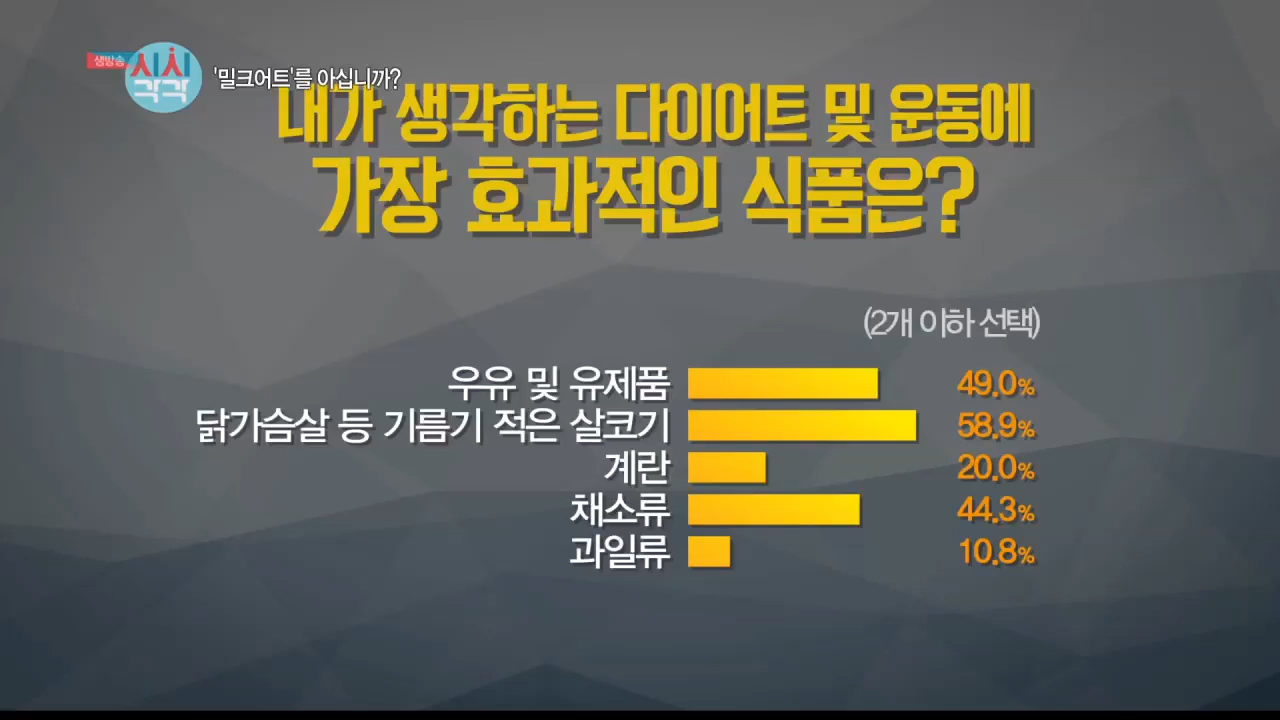 생방송
시시각각
'밀크어트'를 아십니까?
내가 생각하는 다이어트 및 운동에
가장 효과적인 식품은?
(2개 이하 선택)
우유 및 유제품 49.0%
닭가슴살 등 기름기 적은 살코기 58.9%
계란 20.0%
채소류 44.3%
과일류 10.8%